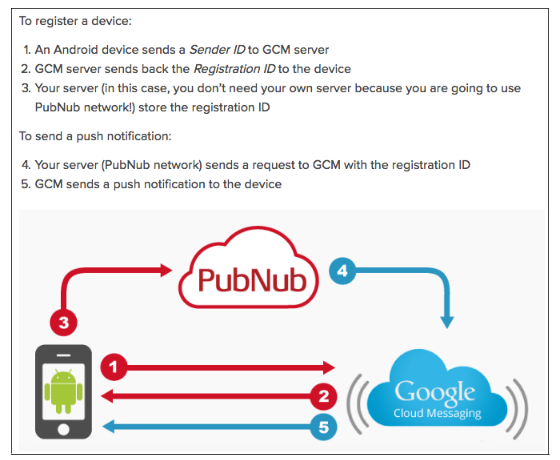 To register a device:
1. An Android device sends a Sender ID to GCM server
2. GCM server sends back the Registration ID to the device
3. Your server (in this case, you don't need your own server because you are going to use
PubNub network!) store the registration ID
To send a push notification:
4. Your server (PubNub network) sends a request to GCM with the registration ID
5. GCM sends a push notification to the device
PubNub
4
3
1
2
5
Google
Cloud Messaging